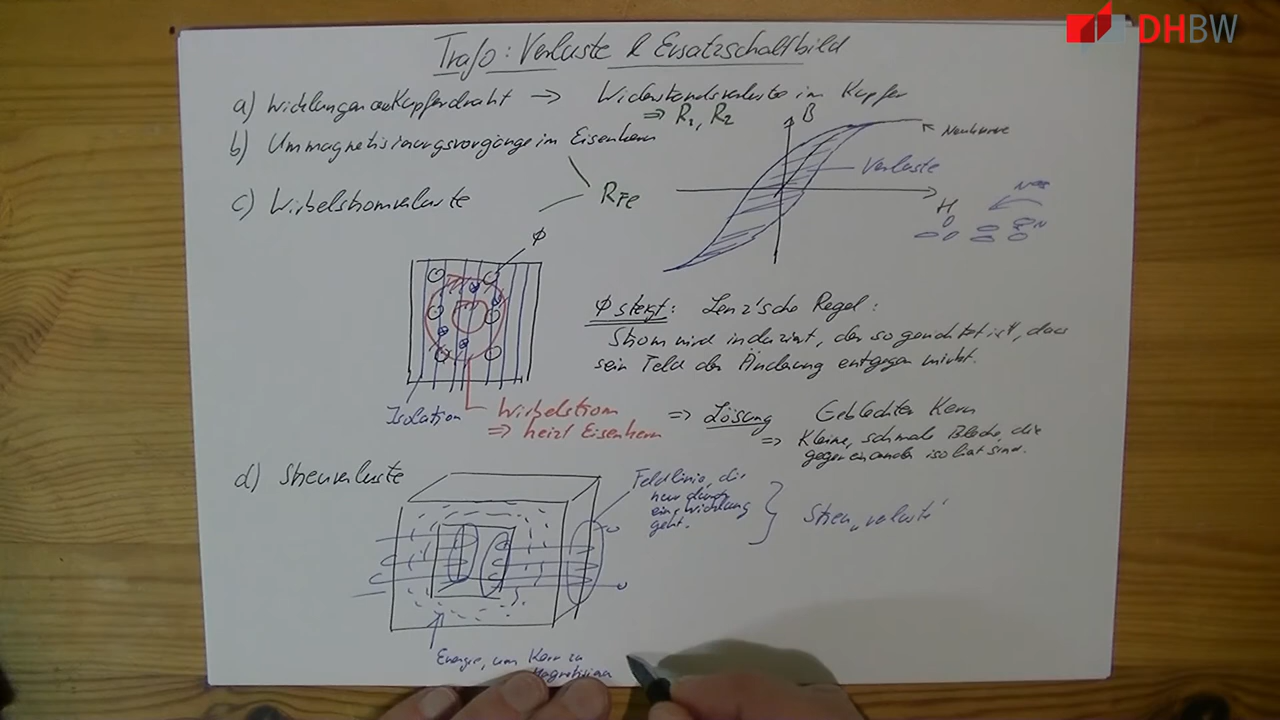 DHBW
Trafo: Verluste & Ersatzschaltbild
a) Wicklungen aus Kupferdraht → Widerstandsverluste im Kupfer
⇒ R1, R2
b) Ummagnetisierungsvorgänge im Eisenkern
c) Wirbelstromverluste
RFe
B
Neukurve
Verluste
H
N
Φ
Φ steigt: Lenz'sche Regel:
Strom wird induziert, der so gerichtet ist, dass
sein Feld der Änderung entgegen wirkt.
Isolation
Wirbelstrom
⇒ heizt Eisenkern
⇒ Lösung Geblechter Kern
⇒ Kleine, schmale Bleche, die
gegeneinander isoliert sind.
d) Streuverluste
Feldlinie, die
nur durch
eine Wicklung
geht.
Streu„verluste"
Energie, um Kern zu
Magnetisieren